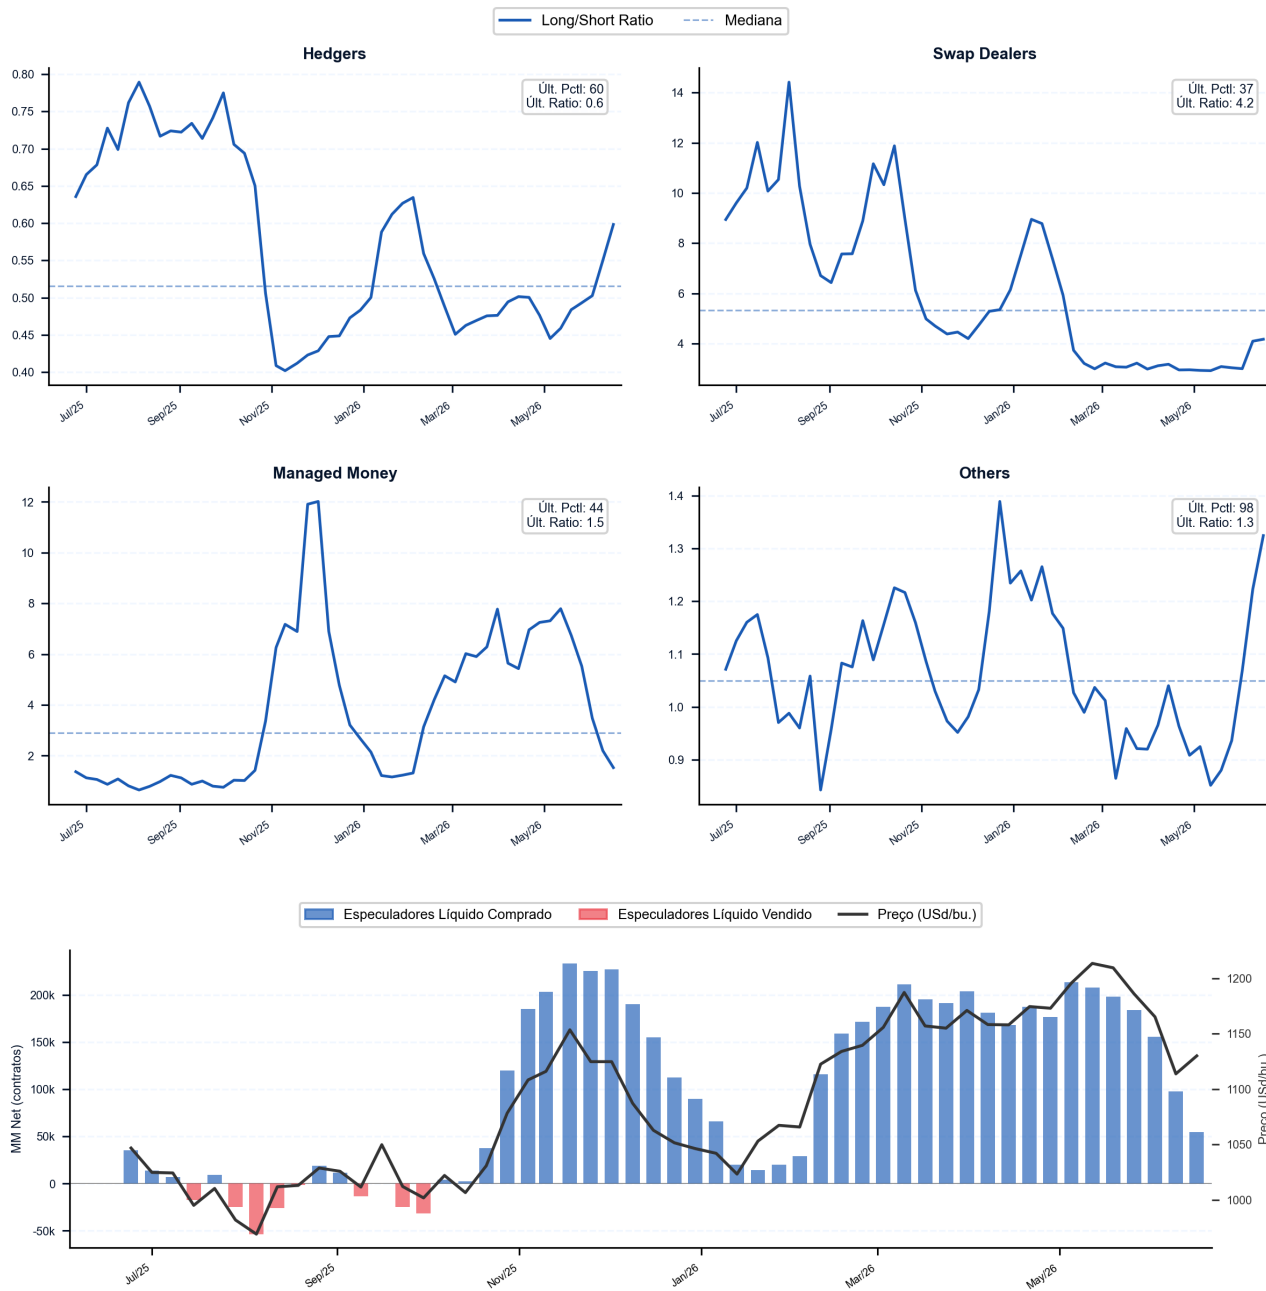 Long/Short Ratio Mediana
Hedgers
0.80
0.75
0.70
0.65
0.60
0.55
0.50
0.45
0.40
Últ. Pctl: 60
Últ. Ratio: 0.6
Jul/25 Sep/25 Nov/25 Jan/26 Mar/26 May/26
Swap Dealers
14
12
10
8
6
4
Últ. Pctl: 37
Últ. Ratio: 4.2
Jul/25 Sep/25 Nov/25 Jan/26 Mar/26 May/26
Managed Money
12
10
8
6
4
2
Últ. Pctl: 44
Últ. Ratio: 1.5
Jul/25 Sep/25 Nov/25 Jan/26 Mar/26 May/26
Others
1.4
1.3
1.2
1.1
1.0
0.9
Últ. Pctl: 98
Últ. Ratio: 1.3
Jul/25 Sep/25 Nov/25 Jan/26 Mar/26 May/26
Especuladores Líquido Comprado Especuladores Líquido Vendido Preço (USd/bu.)
MM Net (contratos)
200k
150k
100k
50k
0
-50k
1200
1150
1100
1050
1000
Preço (USd/bu.)
Jul/25 Sep/25 Nov/25 Jan/26 Mar/26 May/26